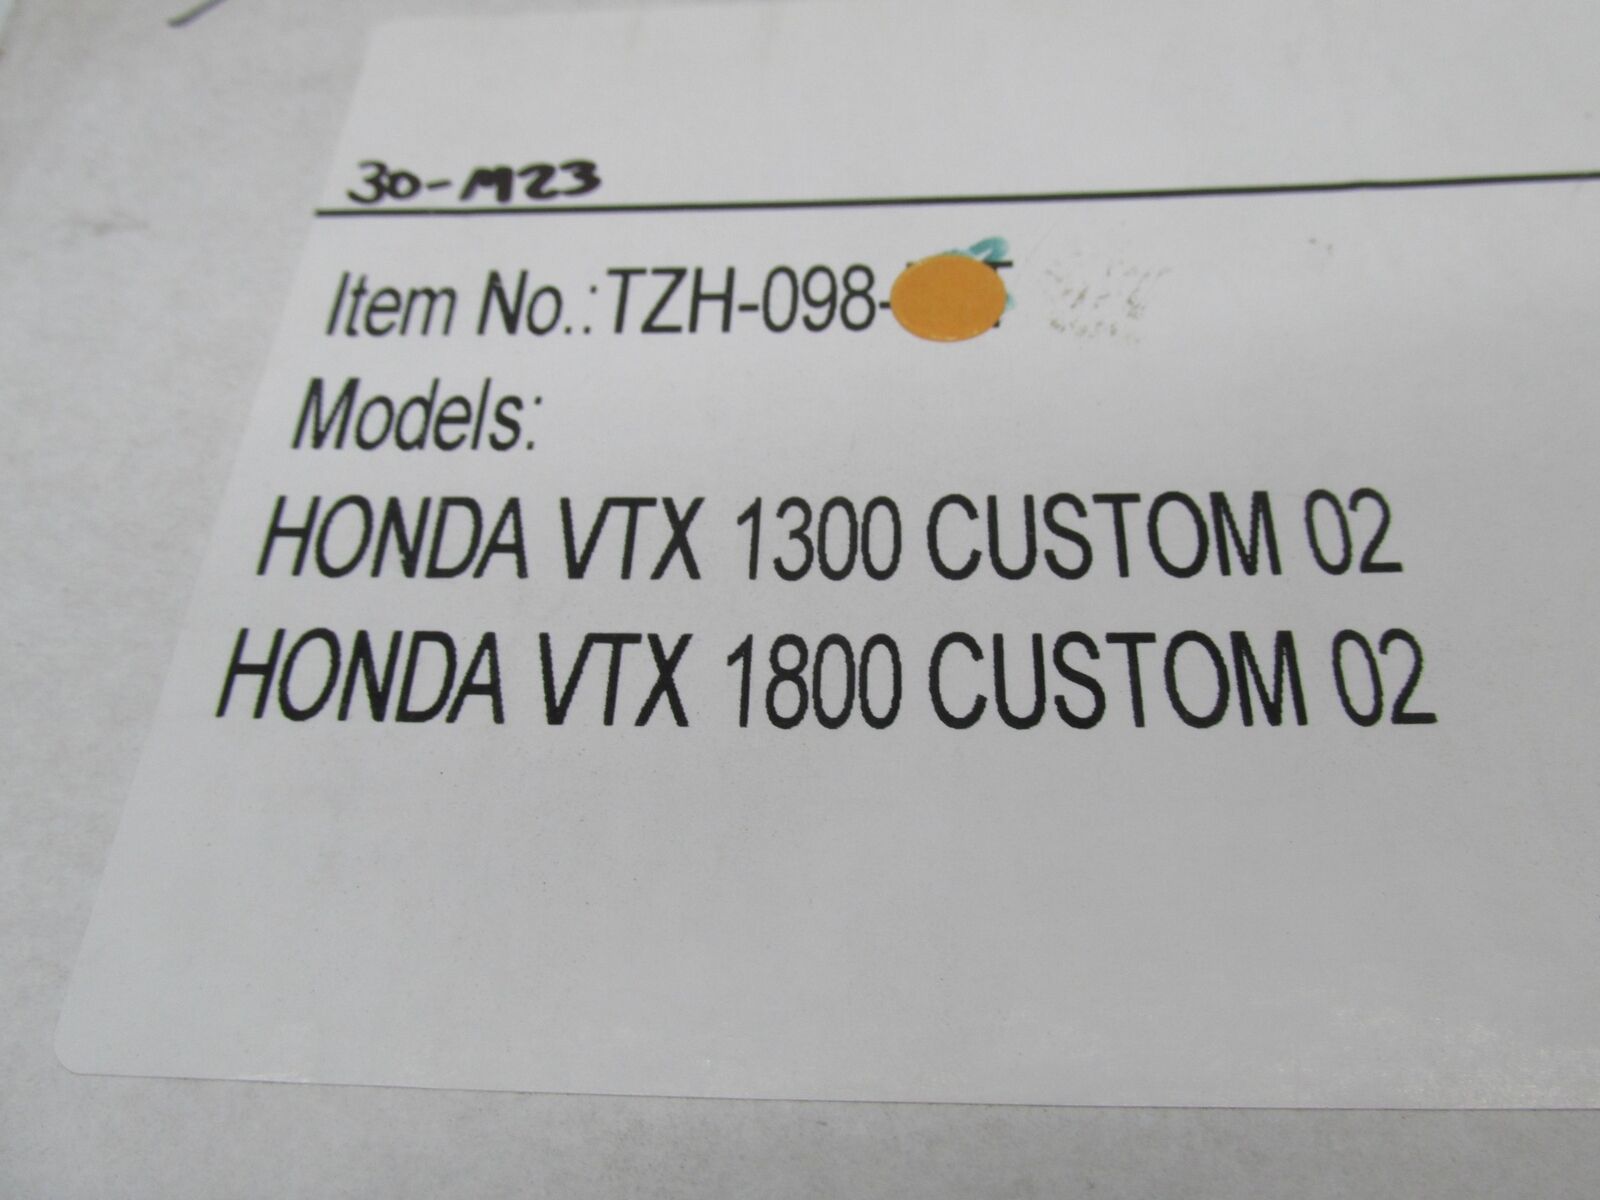 30-M23
Item No.:TZH-098-
Models:
HONDA VTX 1300 CUSTOM 02
HONDA VTX 1800 CUSTOM 02